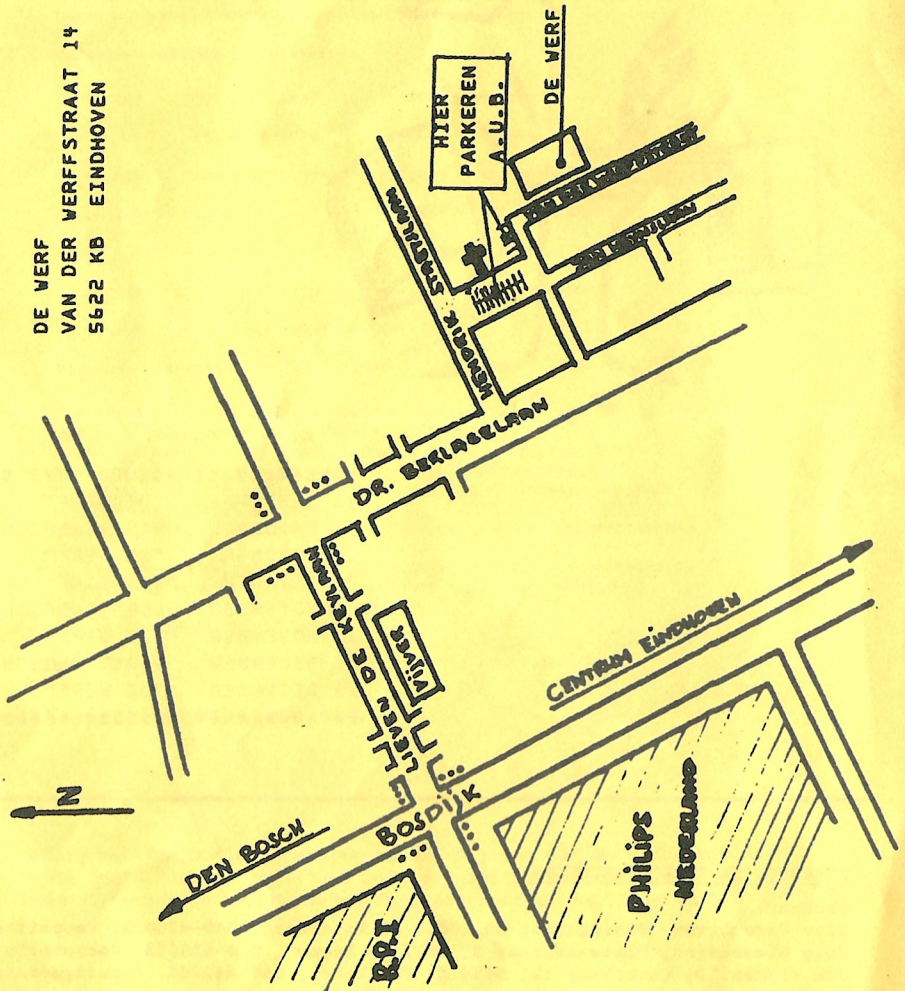 DE WERF
VAN DER WERFFSTRAAT 14
5622 KB EINDHOVEN
N
DEN BOSCH
BOSDIJK
LIEVEN DE KEYLAAN
VIJVER
DR. BERLAGELAAN
HENDRIK STAETSLAAN
HIER
PARKEREN
A.U.B.
DE WERF
CENTRUM EINDHOVEN
PHILIPS
NEDERLAND